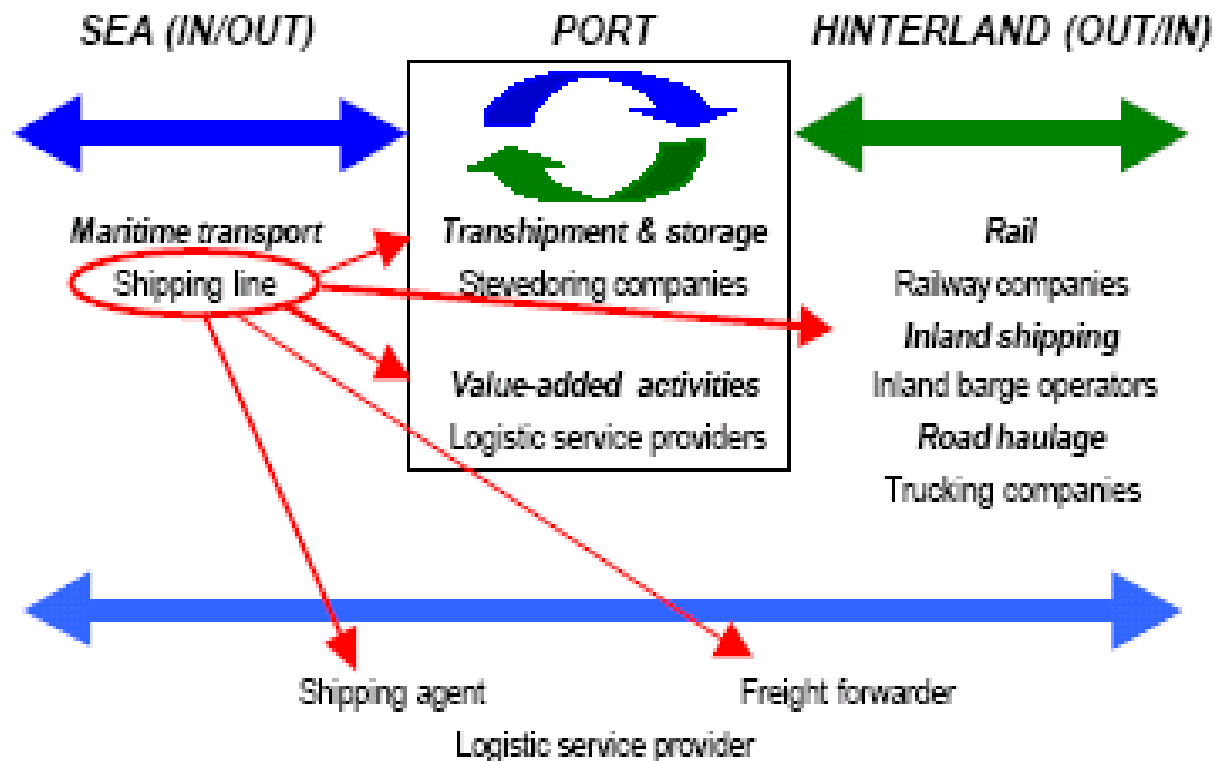 SEA (IN/OUT)
PORT
HINTERLAND (OUT/IN)
Maritime transport
Shipping line
Transhipment & storage
Stevedoring companies
Value-added activities
Logistic service providers
Rail
Railway companies
Inland shipping
Inland barge operators
Road haulage
Trucking companies
Shipping agent
Freight forwarder
Logistic service provider